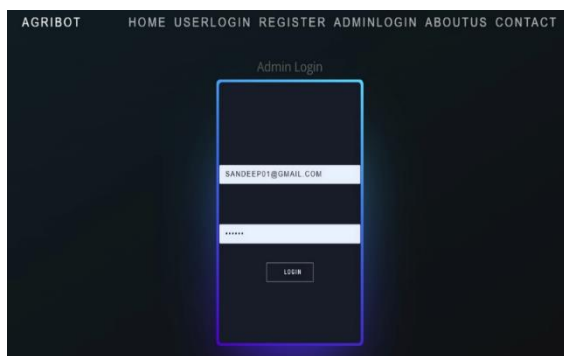 AGRIBOT HOME USERLOGIN REGISTER ADMINLOGIN ABOUTUS CONTACT
Admin Login
SANDEEP01@GMAIL.COM
••••••
LOGIN